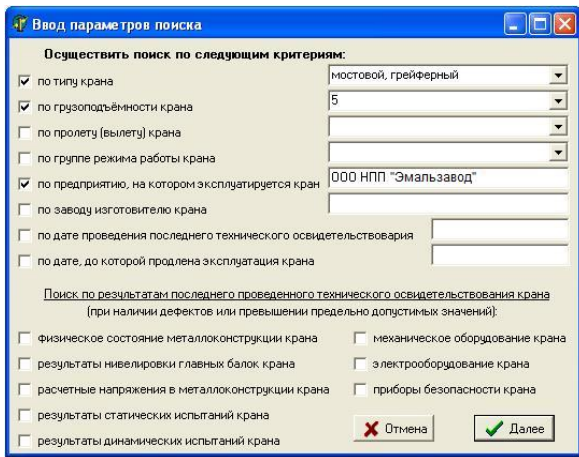 Ввод параметров поиска
Осуществить поиск по следующим критериям:
по типу крана
мостовой, грейферный
по грузоподъёмности крана
5
по пролету (вылету) крана
по группе режима работы крана
по предприятию, на котором эксплуатируется кран
ООО НПП "Эмальзавод"
по заводу изготовителю крана
по дате проведения последнего технического освидетельствовария
по дате, до которой продлена эксплуатация крана
Поиск по результатам последнего проведенного технического освидетельствования крана
(при наличии дефектов или превышении предельно допустимых значений):
физическое состояние металлоконструкции крана
механическое оборудование крана
результаты нивелировки главных балок крана
электрооборудование крана
расчетные напряжения в металлоконструкции крана
приборы безопасности крана
результаты статических испытаний крана
результаты динамических испытаний крана
Отмена
Далее